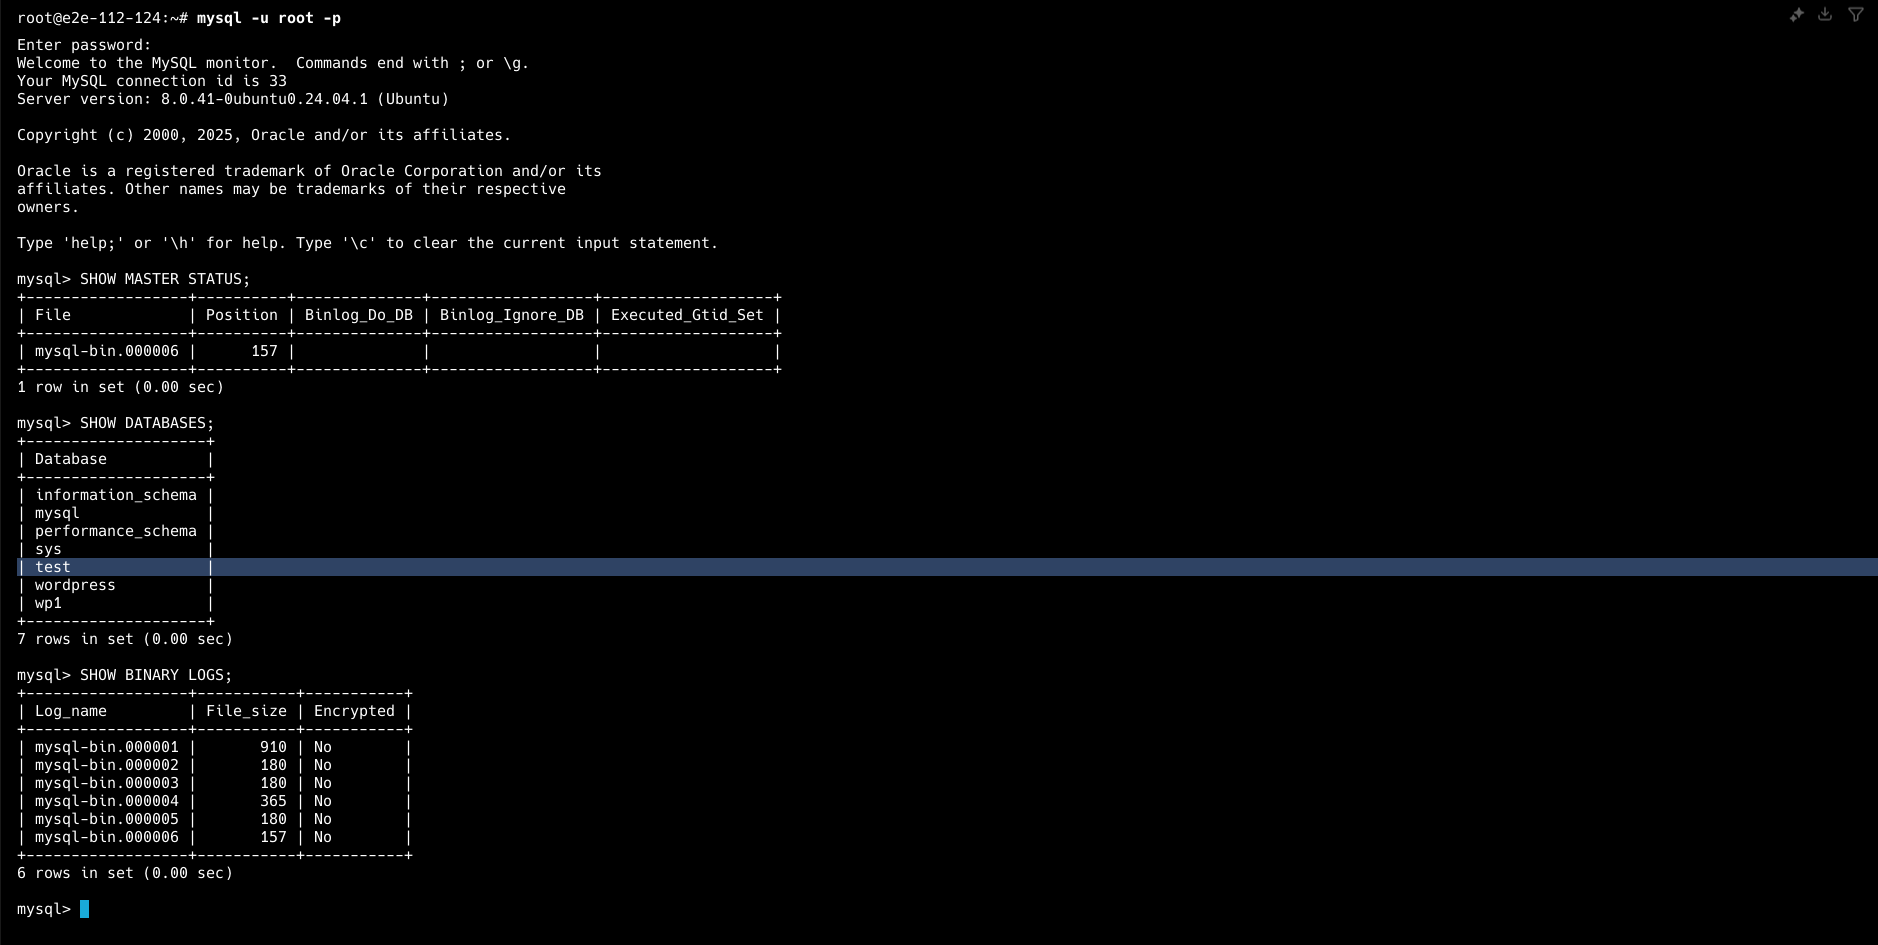 root@e2e-112-124:~# mysql -u root -p
Enter password:
Welcome to the MySQL monitor.  Commands end with ; or \g.
Your MySQL connection id is 33
Server version: 8.0.41-0ubuntu0.24.04.1 (Ubuntu)

Copyright (c) 2000, 2025, Oracle and/or its affiliates.

Oracle is a registered trademark of Oracle Corporation and/or its
affiliates. Other names may be trademarks of their respective
owners.

Type 'help;' or '\h' for help. Type '\c' to clear the current input statement.

mysql> SHOW MASTER STATUS;
+------------------+----------+--------------+------------------+-------------------+
| File             | Position | Binlog_Do_DB | Binlog_Ignore_DB | Executed_Gtid_Set |
+------------------+----------+--------------+------------------+-------------------+
| mysql-bin.000006 |      157 |              |                  |                   |
+------------------+----------+--------------+------------------+-------------------+
1 row in set (0.00 sec)

mysql> SHOW DATABASES;
+--------------------+
| Database           |
+--------------------+
| information_schema |
| mysql              |
| performance_schema |
| sys                |
| test               |
| wordpress          |
| wp1                |
+--------------------+
7 rows in set (0.00 sec)

mysql> SHOW BINARY LOGS;
+------------------+-----------+-----------+
| Log_name         | File_size | Encrypted |
+------------------+-----------+-----------+
| mysql-bin.000001 |       910 | No        |
| mysql-bin.000002 |       180 | No        |
| mysql-bin.000003 |       180 | No        |
| mysql-bin.000004 |       365 | No        |
| mysql-bin.000005 |       180 | No        |
| mysql-bin.000006 |       157 | No        |
+------------------+-----------+-----------+
6 rows in set (0.00 sec)

mysql>